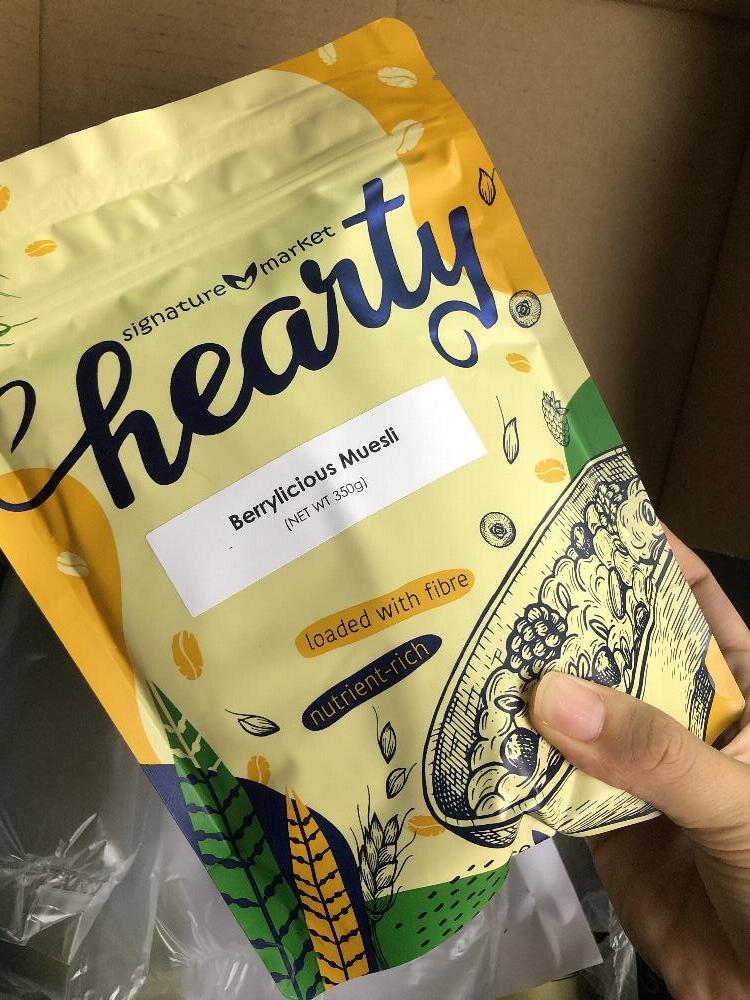 signature market
hearty
Berrylicious Muesli
(NET WT 350g)
loaded with fibre
nutrient-rich